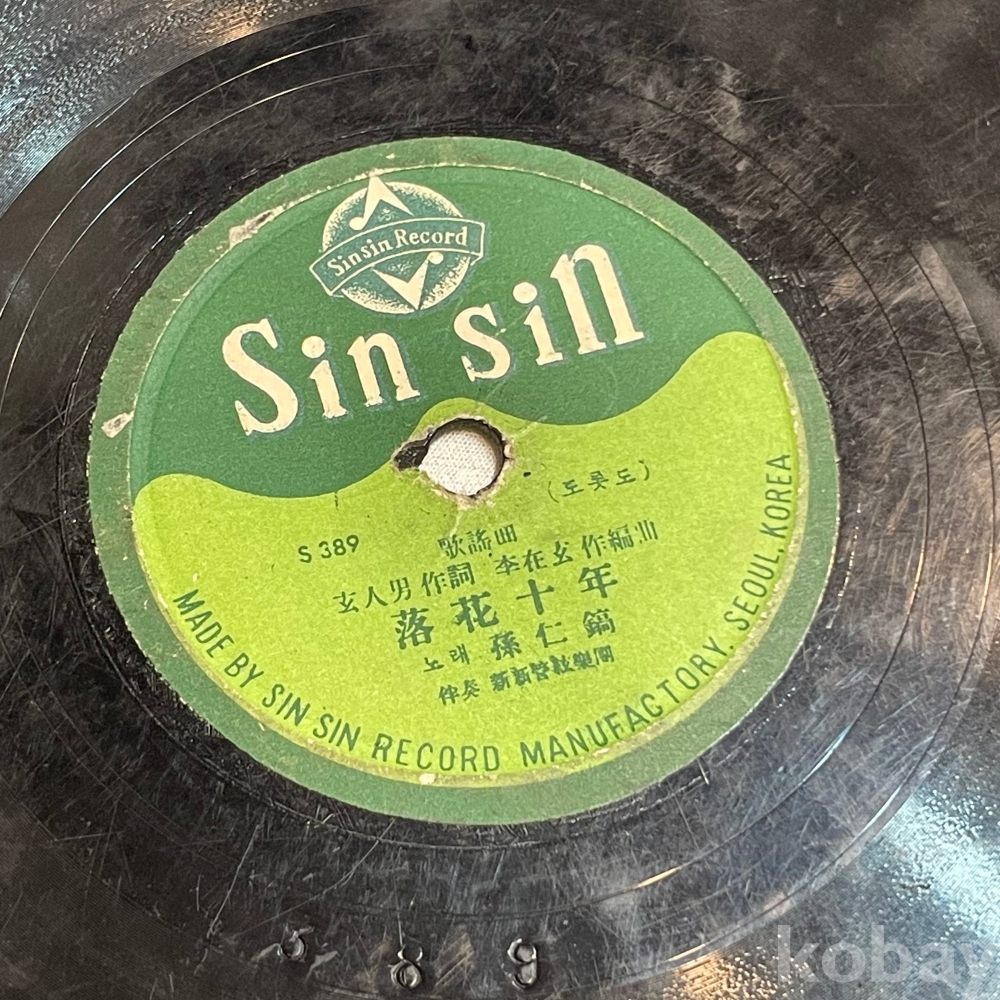 Sinsin Record
Sin sin
(도롯도)
S 389 歌謠曲
玄人男 作詞 李在玄 作編曲
落花十年
노래 孫仁鎬
伴奏 新新管絃樂團
MADE BY SIN SIN RECORD MANUFACTORY. SEOUL, KOREA
389
kobay